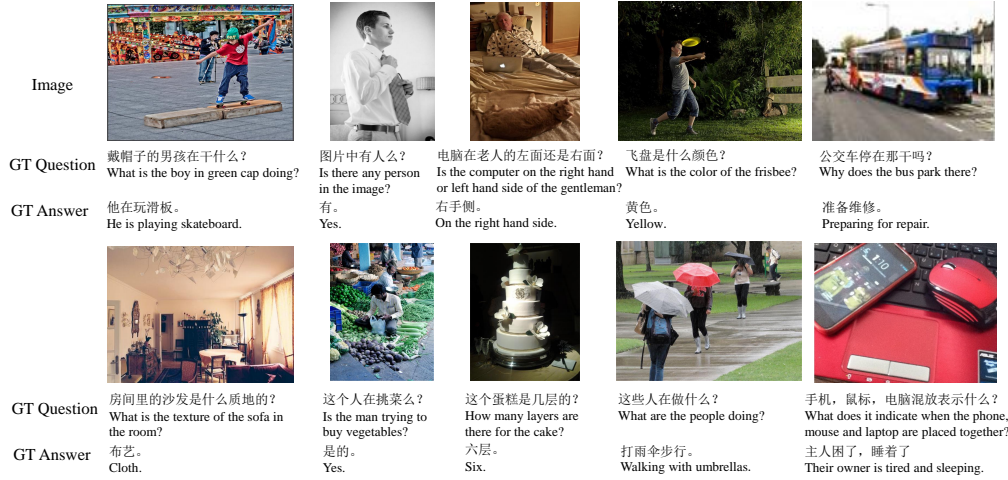 Image
GT Question
戴帽子的男孩在干什么？
What is the boy in green cap doing?
图片中有人么？
Is there any person
in the image?
电脑在老人的左面还是右面？
Is the computer on the right hand
or left hand side of the gentleman?
飞盘是什么颜色？
What is the color of the frisbee?
公交车停在那干吗？
Why does the bus park there?
GT Answer
他在玩滑板。
He is playing skateboard.
有。
Yes.
右手侧。
On the right hand side.
黄色。
Yellow.
准备维修。
Preparing for repair.
GT Question
房间里的沙发是什么质地的？
What is the texture of the sofa in
the room?
这个人在挑菜么？
Is the man trying to
buy vegetables?
这个蛋糕是几层的？
How many layers are
there for the cake?
这些人在做什么？
What are the people doing?
手机，鼠标，电脑混放表示什么？
What does it indicate when the phone,
mouse and laptop are placed together?
GT Answer
布艺。
Cloth.
是的。
Yes.
六层。
Six.
打雨伞步行。
Walking with umbrellas.
主人困了，睡着了
Their owner is tired and sleeping.